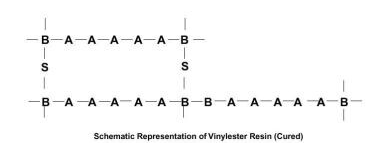 B—A—A—A—A—A—B
S S
B—A—A—A—A—A—B—B—A—A—A—A—A—B
Schematic Representation of Vinylester Resin (Cured)